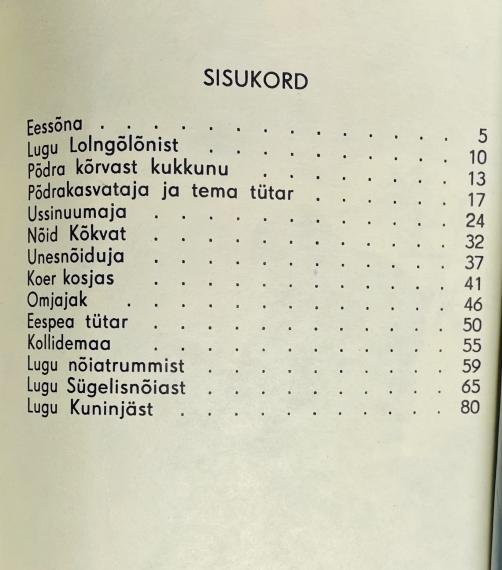 SISUKORD
Eessõna . . . . . . . . . . . . . 5
Lugu Lolngõlõnist . . . . . . . . . . 10
Põdra kõrvast kukkunu . . . . . . . . 13
Põdrakasvataja ja tema tütar . . . . . . 17
Ussinuumaja . . . . . . . . . . . 24
Nõid Kõkvat . . . . . . . . . . . 32
Unesnõiduja . . . . . . . . . . . 37
Koer kosjas . . . . . . . . . . . 41
Omjajak . . . . . . . . . . . . 46
Eespea tütar . . . . . . . . . . . 50
Kollidemaa . . . . . . . . . . . 55
Lugu nõiatrummist . . . . . . . . . 59
Lugu Sügelisnõiast . . . . . . . . . 65
Lugu Kuninjäst . . . . . . . . . . 80